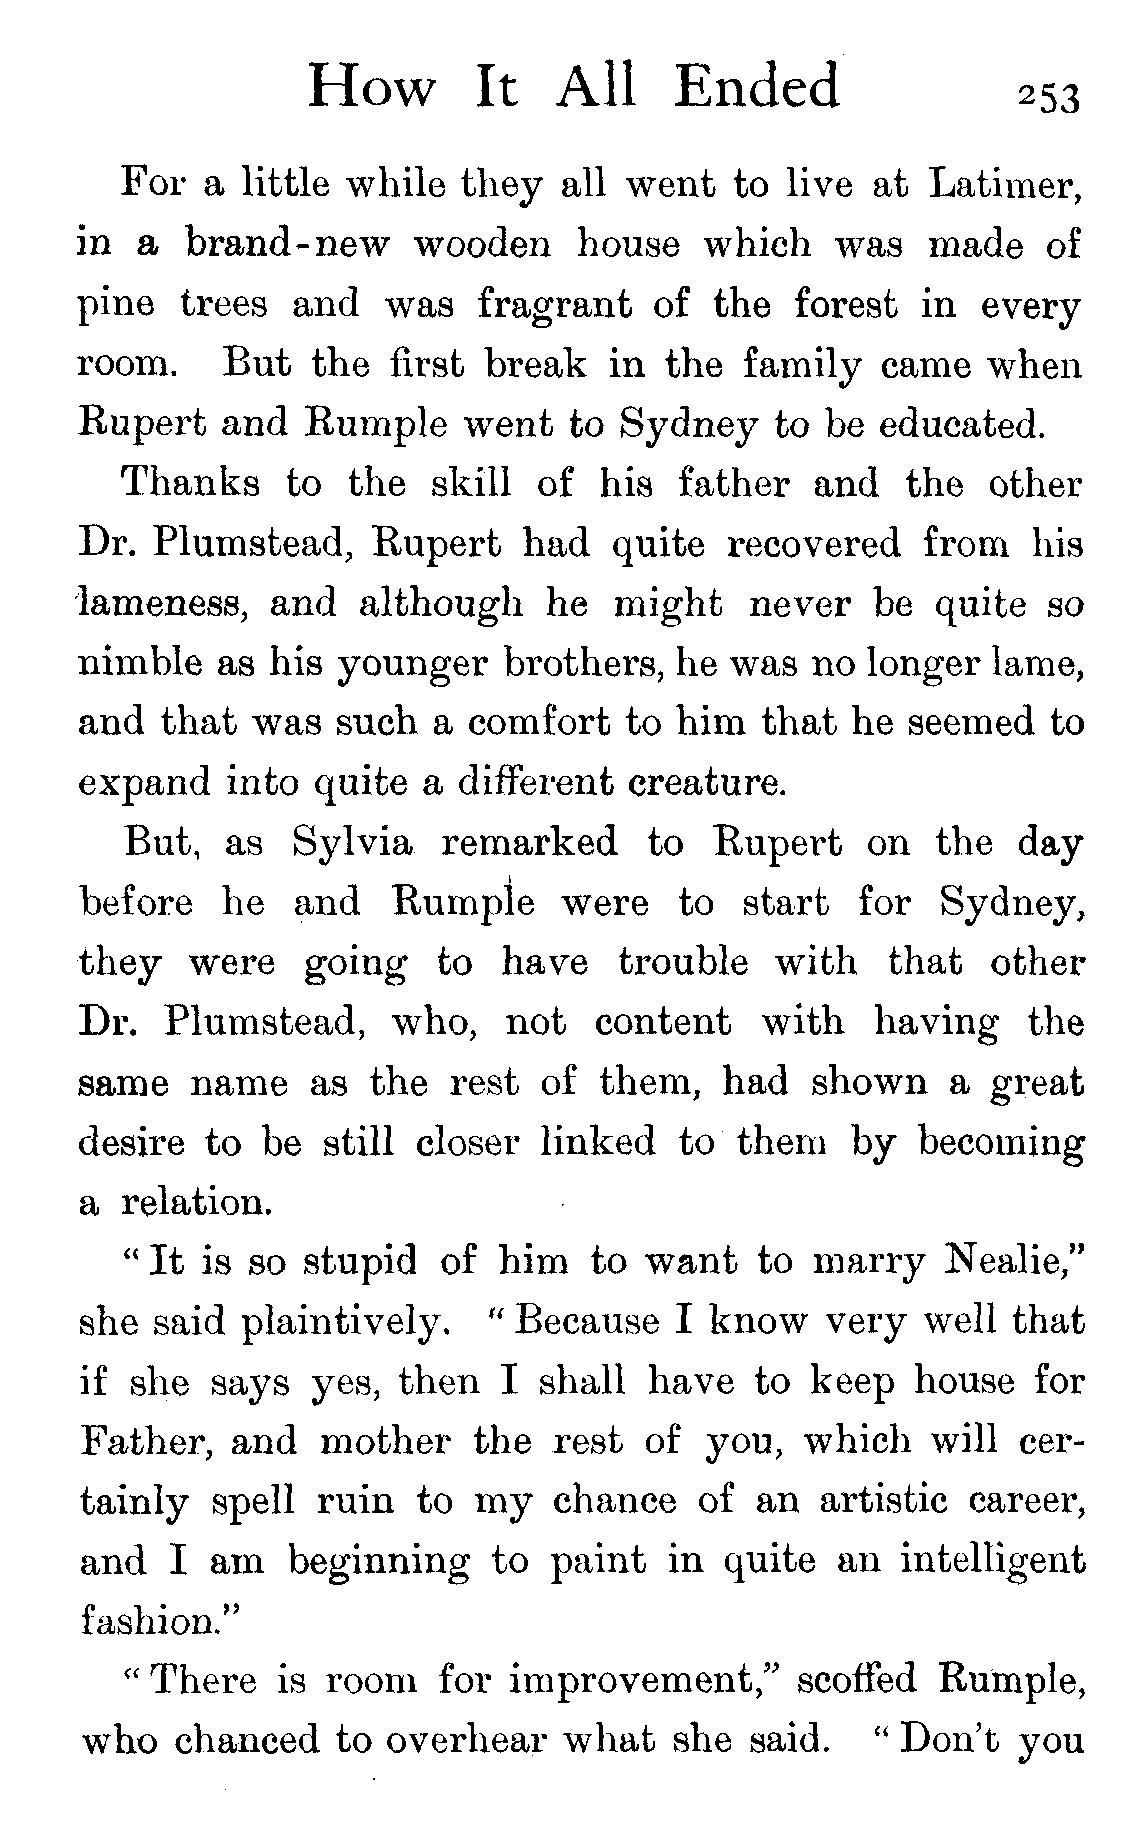 How It All Ended 253
For a little while they all went to live at Latimer,
in a brand-new wooden house which was made of
pine trees and was fragrant of the forest in every
room. But the first break in the family came when
Rupert and Rumple went to Sydney to be educated.
Thanks to the skill of his father and the other
Dr. Plumstead, Rupert had quite recovered from his
lameness, and although he might never be quite so
nimble as his younger brothers, he was no longer lame,
and that was such a comfort to him that he seemed to
expand into quite a different creature.
But, as Sylvia remarked to Rupert on the day
before he and Rumple were to start for Sydney,
they were going to have trouble with that other
Dr. Plumstead, who, not content with having the
same name as the rest of them, had shown a great
desire to be still closer linked to them by becoming
a relation.
“It is so stupid of him to want to marry Nealie,”
she said plaintively. “Because I know very well that
if she says yes, then I shall have to keep house for
Father, and mother the rest of you, which will cer-
tainly spell ruin to my chance of an artistic career,
and I am beginning to paint in quite an intelligent
fashion.”
“There is room for improvement,” scoffed Rumple,
who chanced to overhear what she said. “Don't you